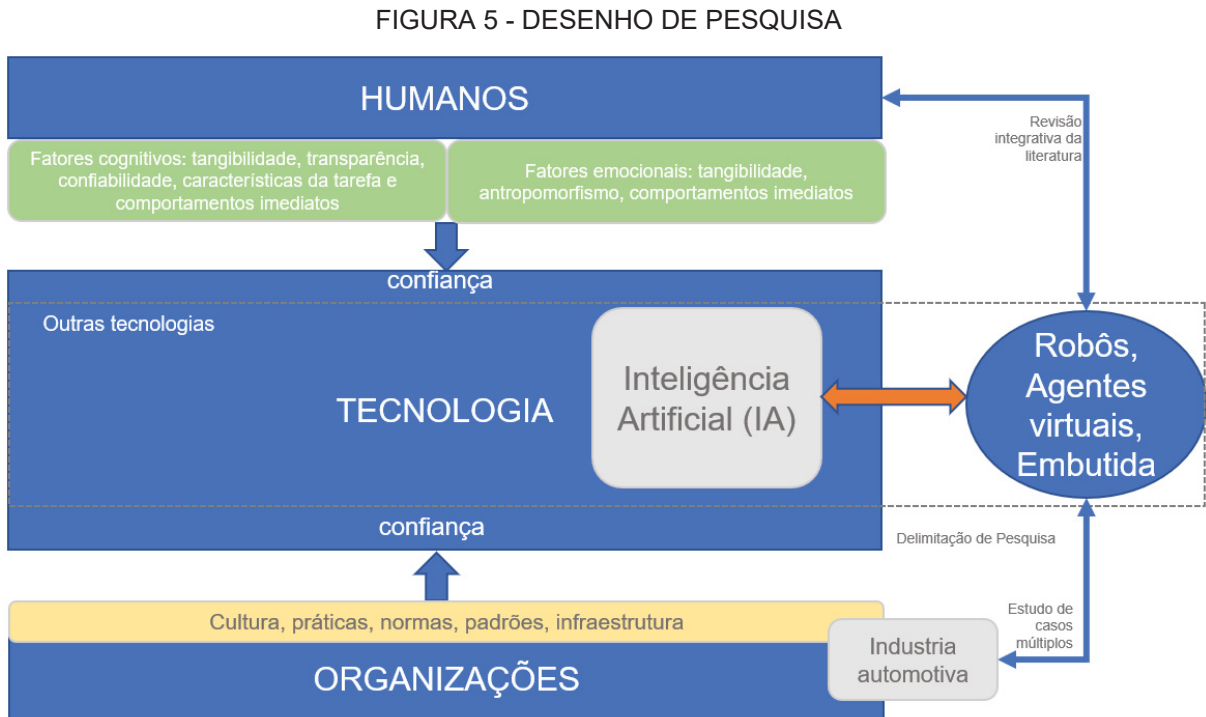 FIGURA 5 - DESENHO DE PESQUISA
HUMANOS
Revisão
integrativa da
literatura
Fatores cognitivos: tangibilidade, transparência,
confiabilidade, características da tarefa e
comportamentos imediatos
Fatores emocionais: tangibilidade,
antropomorfismo, comportamentos imediatos
confiança
Outras tecnologias
TECNOLOGIA
Inteligência
Artificial (IA)
Robôs,
Agentes
virtuais,
Embutida
confiança
Delimitação de Pesquisa
Cultura, práticas, normas, padrões, infraestrutura
ORGANIZAÇÕES
Industria
automotiva
Estudo de
casos
múltiplos